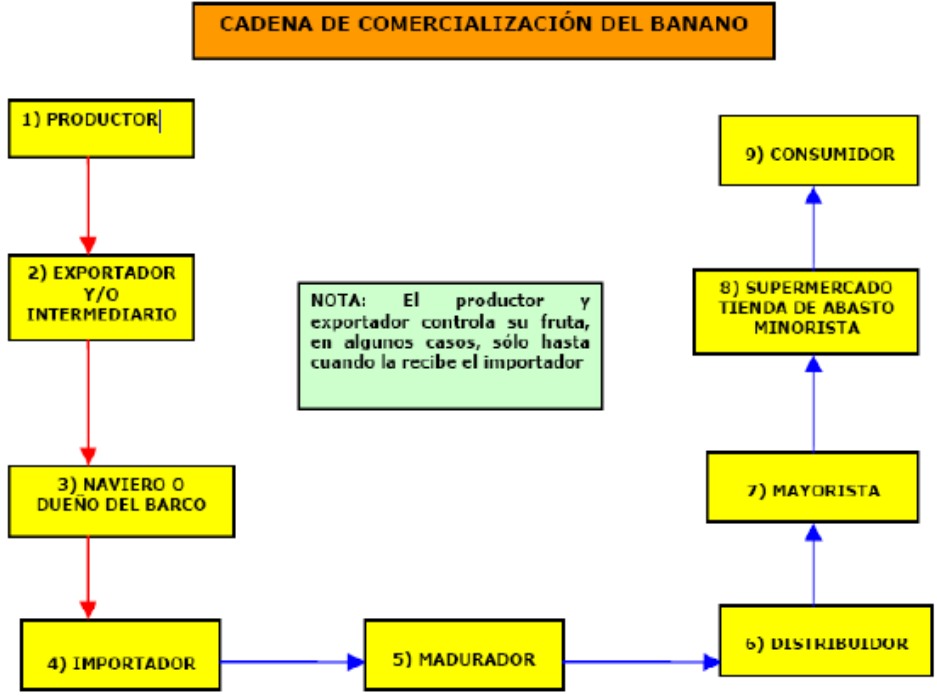 CADENA DE COMERCIALIZACIÓN DEL BANANO
1) PRODUCTOR
2) EXPORTADOR
Y/O
INTERMEDIARIO
3) NAVIERO O
DUEÑO DEL BARCO
4) IMPORTADOR
5) MADURADOR
6) DISTRIBUIDOR
7) MAYORISTA
8) SUPERMERCADO
TIENDA DE ABASTO
MINORISTA
9) CONSUMIDOR
NOTA: El productor y
exportador controla su fruta,
en algunos casos, sólo hasta
cuando la recibe el importador